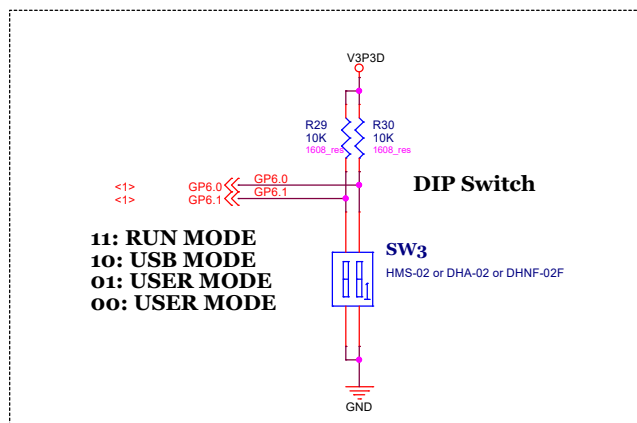 V3P3D
R29 R30
10K 10K
1608_res 1608_res
<1> GP6.0 GP6.0
<1> GP6.1 GP6.1
DIP Switch
11: RUN MODE
10: USB MODE
01: USER MODE
00: USER MODE
SW3
HMS-02 or DHA-02 or DHNF-02F
1
GND